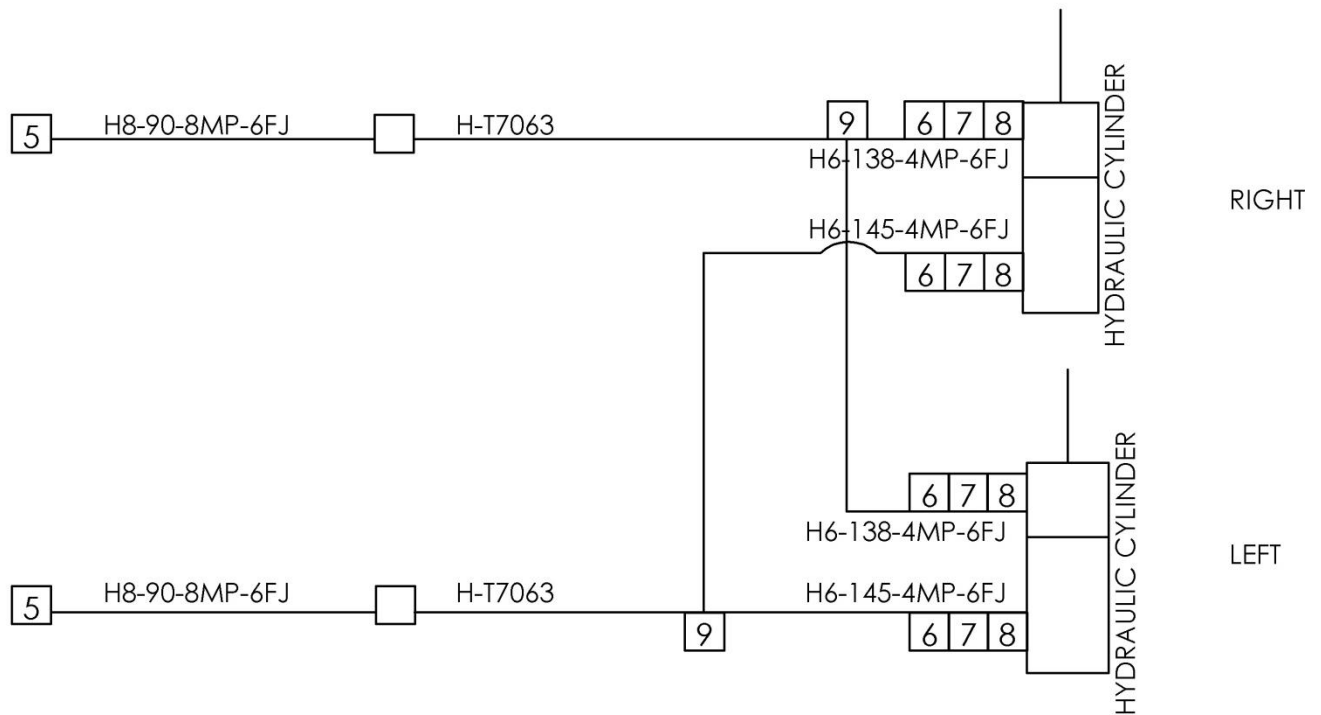 5
H8-90-8MP-6FJ
H-T7063
9
6 7 8
H6-138-4MP-6FJ
HYDRAULIC CYLINDER
RIGHT
H6-145-4MP-6FJ
6 7 8
6 7 8
H6-138-4MP-6FJ
HYDRAULIC CYLINDER
LEFT
5
H8-90-8MP-6FJ
H-T7063
H6-145-4MP-6FJ
9
6 7 8